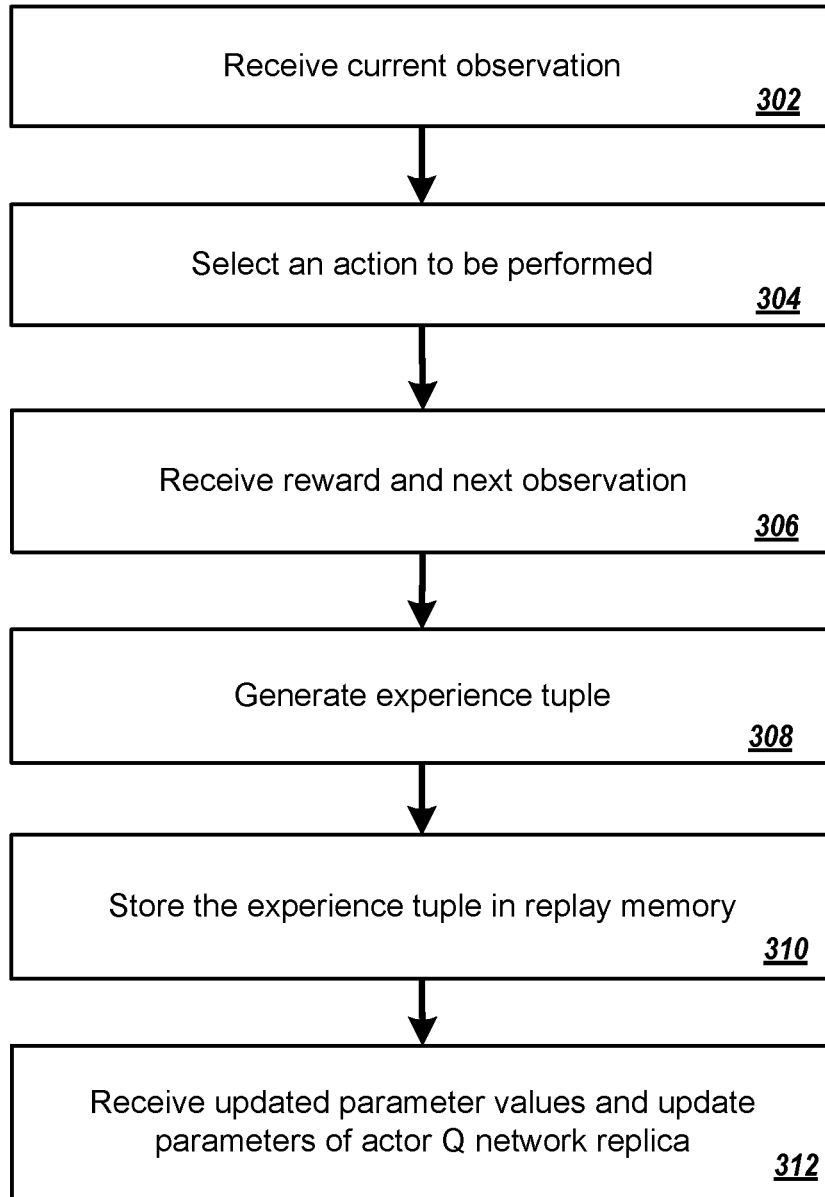 Receive current observation
302
Select an action to be performed
304
Receive reward and next observation
306
Generate experience tuple
308
Store the experience tuple in replay memory
310
Receive updated parameter values and update
parameters of actor Q network replica
312